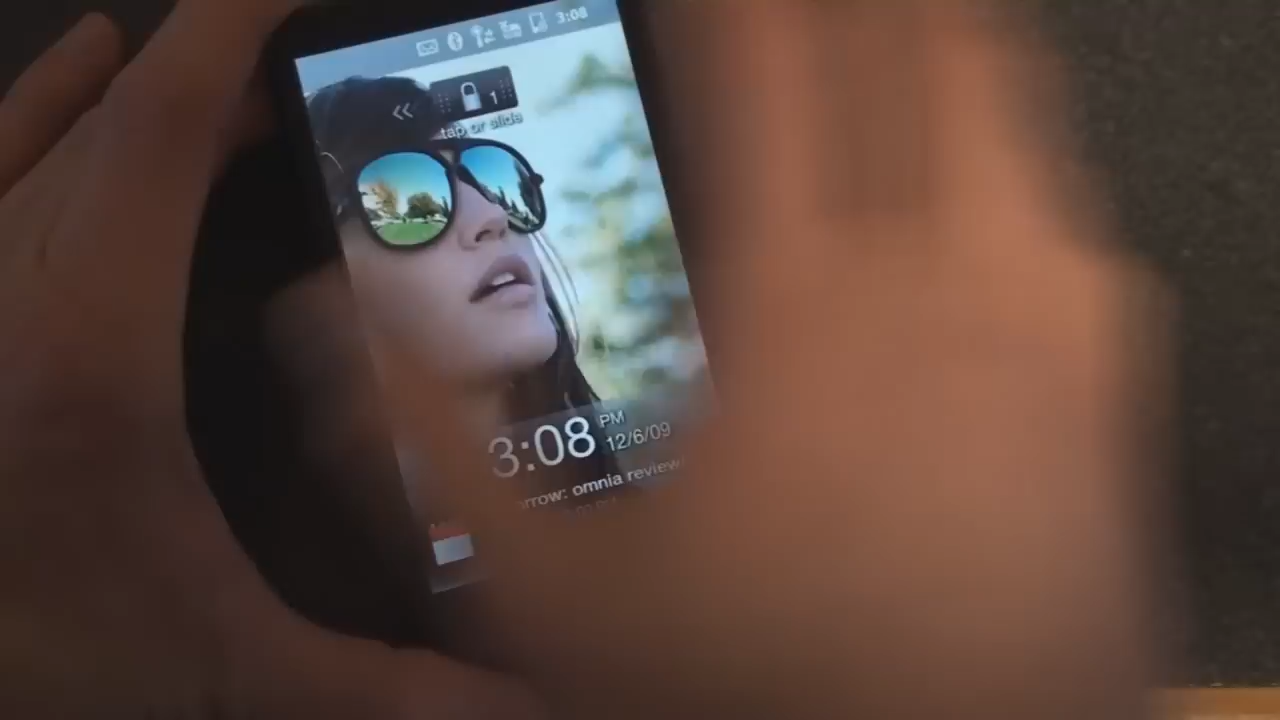 3:08
1
tap or slide
3:08 PM
12/6/09
omnia review